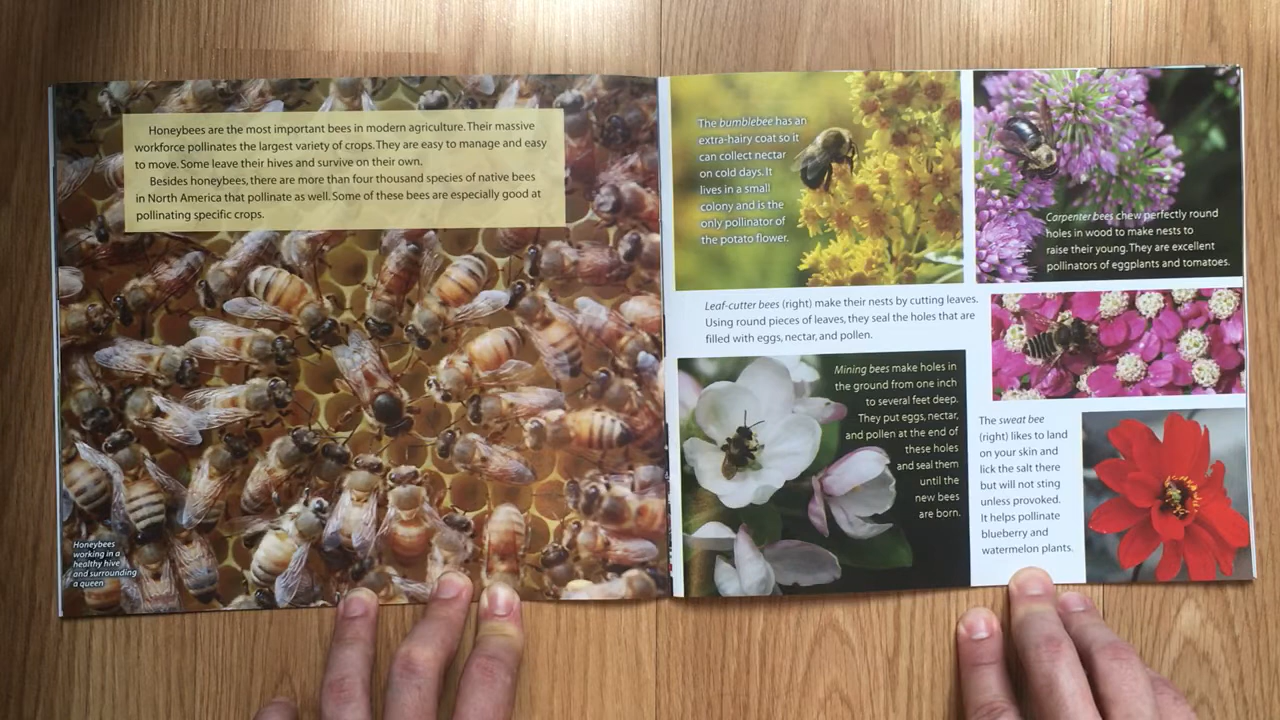 Honeybees are the most important bees in modern agriculture. Their massive
workforce pollinates the largest variety of crops. They are easy to manage and easy
to move. Some leave their hives and survive on their own.
Besides honeybees, there are more than four thousand species of native bees
in North America that pollinate as well. Some of these bees are especially good at
pollinating specific crops.
Honeybees
working in a
healthy hive
and surrounding
a queen
The bumblebee has an
extra-hairy coat so it
can collect nectar
on cold days. It
lives in a small
colony and is the
only pollinator of
the potato flower.
Carpenter bees chew perfectly round
holes in wood to make nests to
raise their young. They are excellent
pollinators of eggplants and tomatoes.
Leaf-cutter bees (right) make their nests by cutting leaves.
Using round pieces of leaves, they seal the holes that are
filled with eggs, nectar, and pollen.
Mining bees make holes in
the ground from one inch
to several feet deep.
They put eggs, nectar,
and pollen at the end of
these holes
and seal them
until the
new bees
are born.
The sweat bee
(right) likes to land
on your skin and
lick the salt there
but will not sting
unless provoked.
It helps pollinate
blueberry and
watermelon plants.